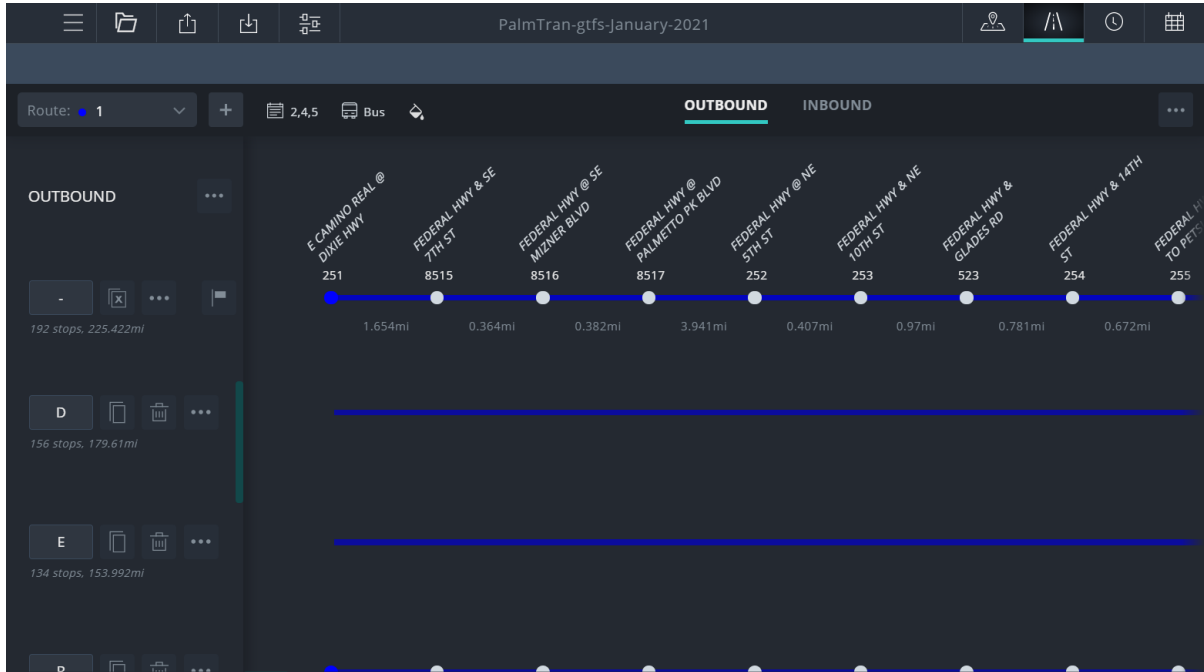 PalmTran-gtfs-January-2021
Route: 1
2,4,5
Bus
OUTBOUND
INBOUND
OUTBOUND
E CAMINO REAL @
DIXIE HWY
FEDERAL HWY & SE
7TH ST
FEDERAL HWY @ SE
MIZNER BLVD
FEDERAL HWY @
PALMETTO PK BLVD
FEDERAL HWY @ NE
5TH ST
FEDERAL HWY & NE
10TH ST
FEDERAL HWY &
GLADES RD
FEDERAL HWY & 14TH
ST
FEDERAL
TO PETS
251 8515 8516 8517 252 253 523 254 255
-
192 stops, 225.422mi
1.654mi 0.364mi 0.382mi 3.941mi 0.407mi 0.97mi 0.781mi 0.672mi
D
156 stops, 179.61mi
E
134 stops, 153.992mi